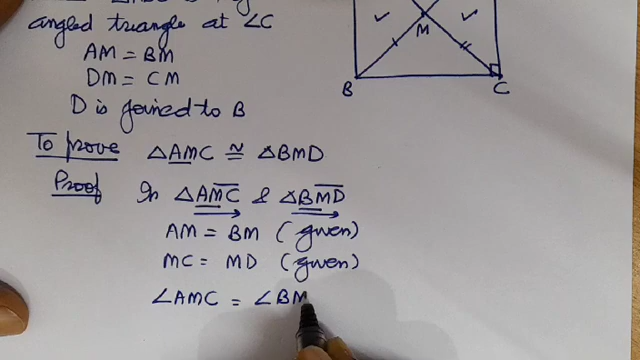 angled triangle at ∠C
AM = BM
DM = CM
D is joined to B
To prove △AMC ≅ △BMD
Proof In △AMC & △BMD
AM = BM (given)
MC = MD (given)
∠AMC = ∠BM
M
B
C